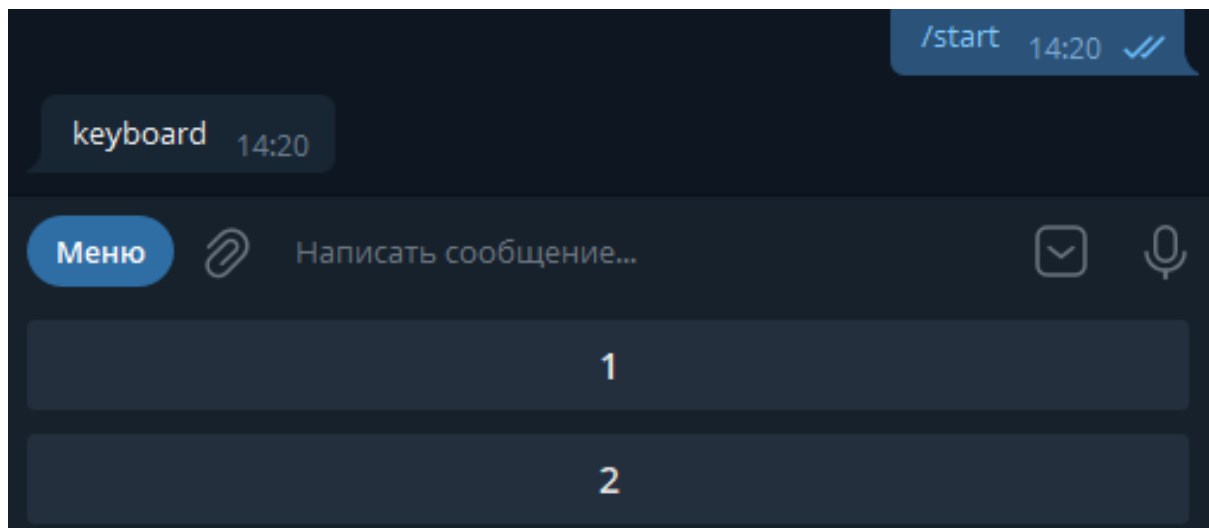 /start 14:20
keyboard 14:20
Меню Написать сообщение...
1
2